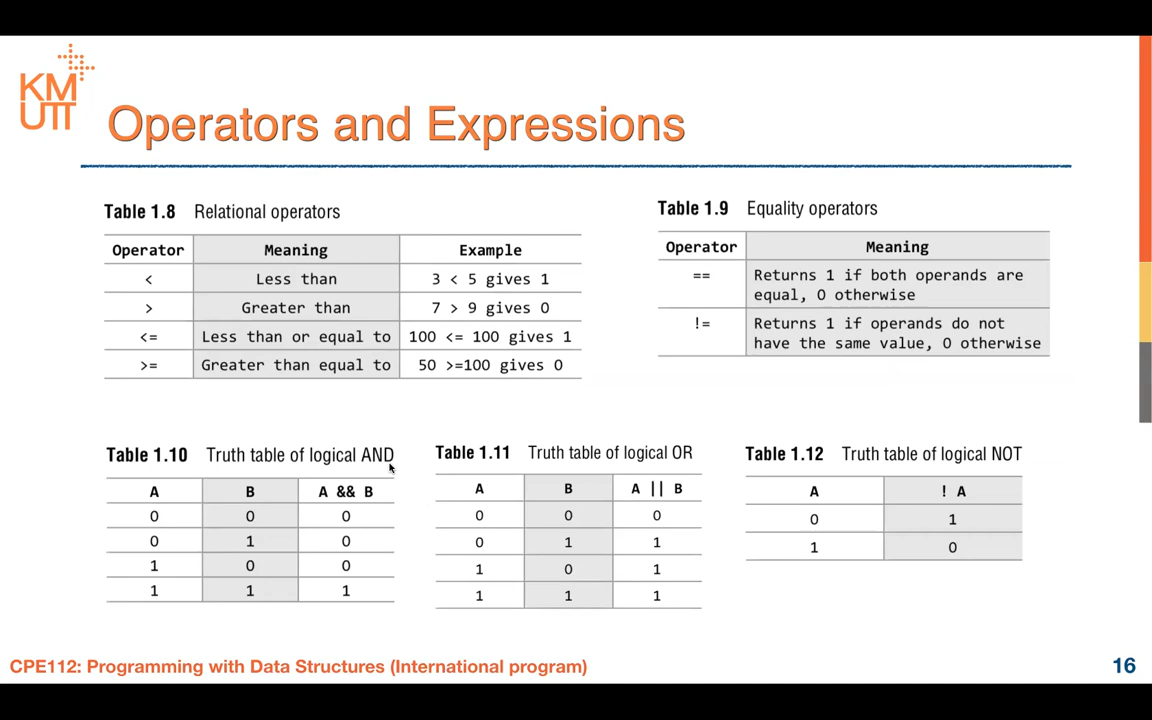 KM
UTT
Operators and Expressions
Table 1.8 Relational operators
Operator Meaning Example
< Less than 3 < 5 gives 1
> Greater than 7 > 9 gives 0
<= Less than or equal to 100 <= 100 gives 1
>= Greater than equal to 50 >=100 gives 0
Table 1.9 Equality operators
Operator Meaning
== Returns 1 if both operands are
equal, 0 otherwise
!= Returns 1 if operands do not
have the same value, 0 otherwise
Table 1.10 Truth table of logical AND
A B A && B
0 0 0
0 1 0
1 0 0
1 1 1
Table 1.11 Truth table of logical OR
A B A || B
0 0 0
0 1 1
1 0 1
1 1 1
Table 1.12 Truth table of logical NOT
A ! A
0 1
1 0
CPE112: Programming with Data Structures (International program)
16